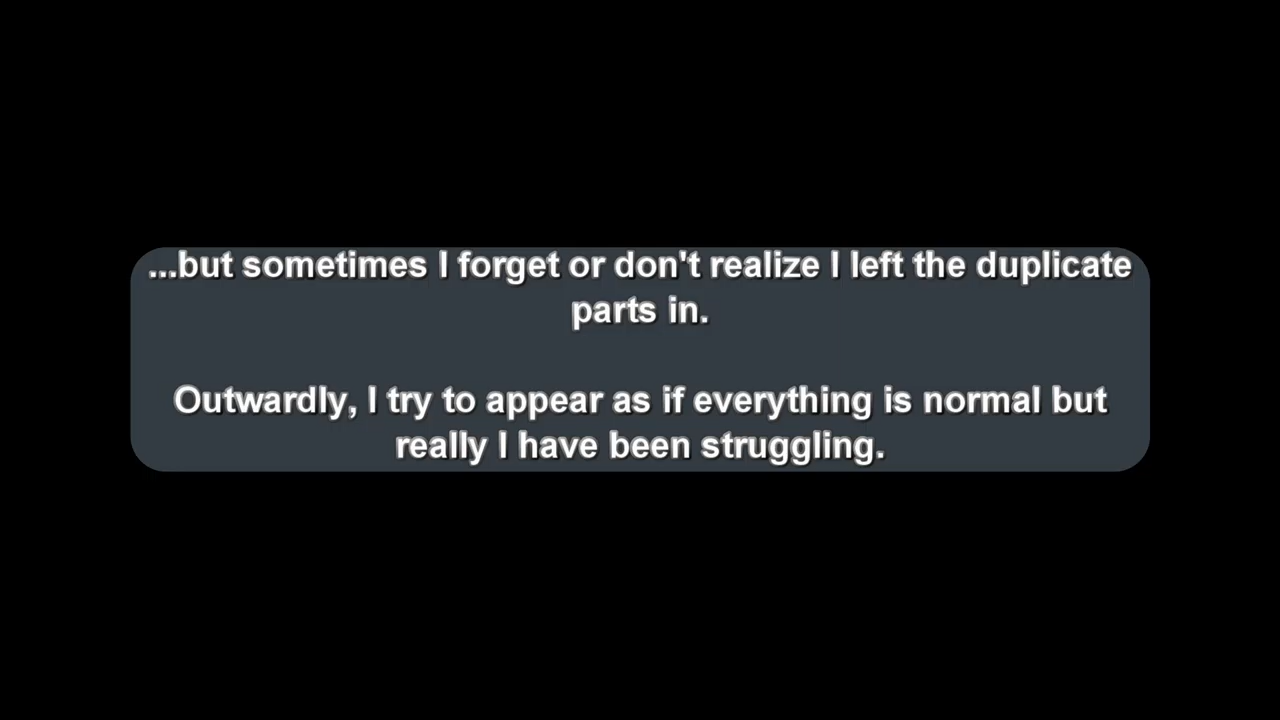 ...but sometimes I forget or don't realize I left the duplicate
parts in.
Outwardly, I try to appear as if everything is normal but
really I have been struggling.